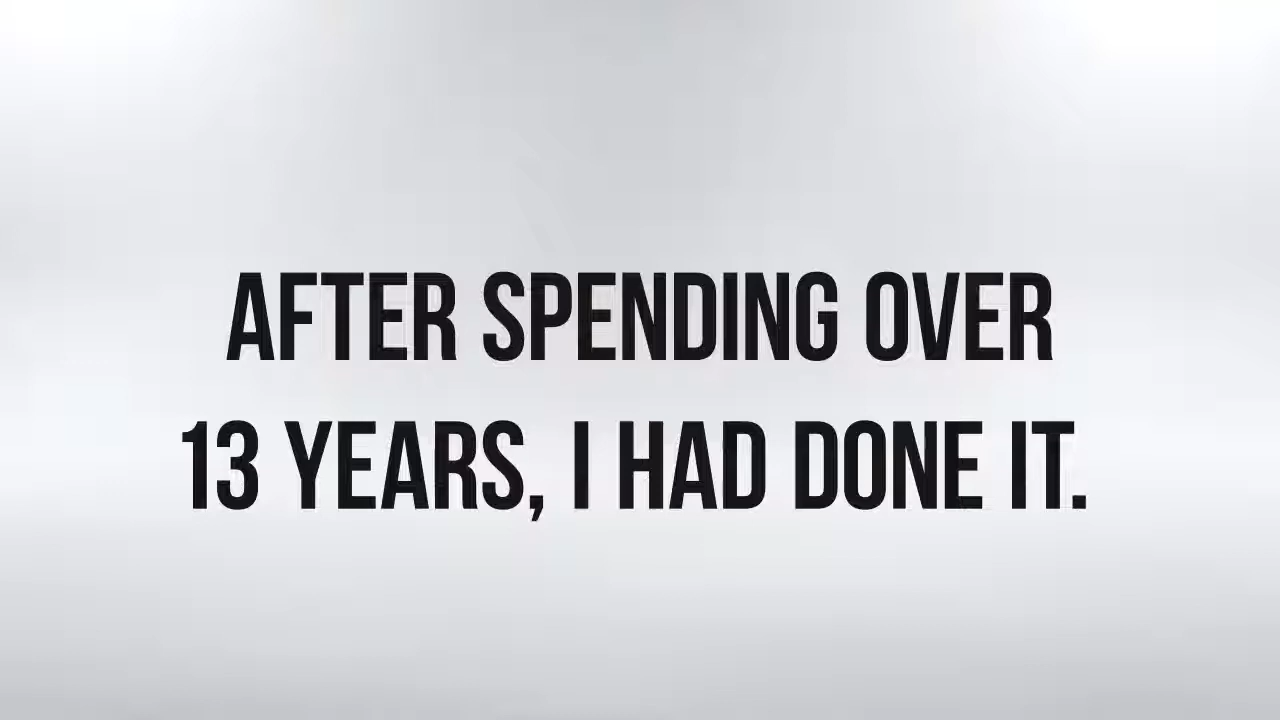 AFTER SPENDING OVER
13 YEARS, I HAD DONE IT.